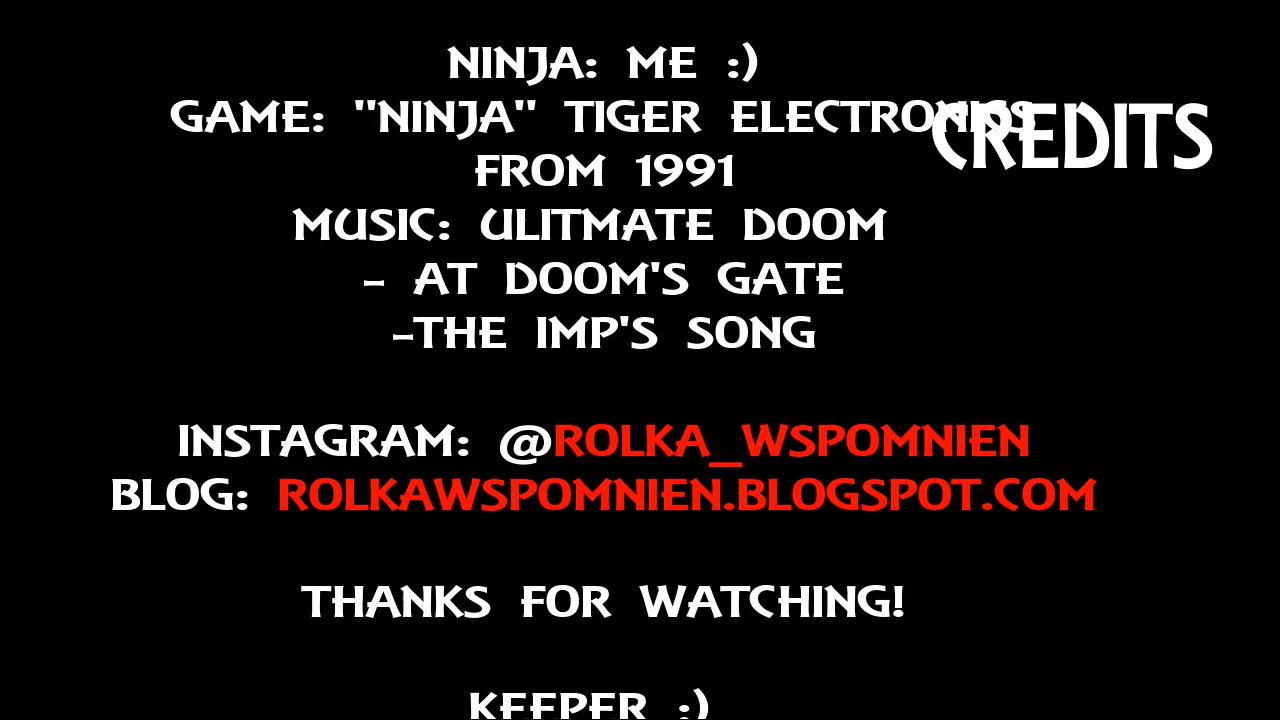 NINJA: ME :)
GAME: "NINJA" TIGER ELECTRONICS
CREDITS
FROM 1991
MUSIC: ULITMATE DOOM
- AT DOOM'S GATE
-THE IMP'S SONG
INSTAGRAM: @ROLKA_WSPOMNIEN
BLOG: ROLKAWSPOMNIEN.BLOGSPOT.COM
THANKS FOR WATCHING!
KEEPER :)